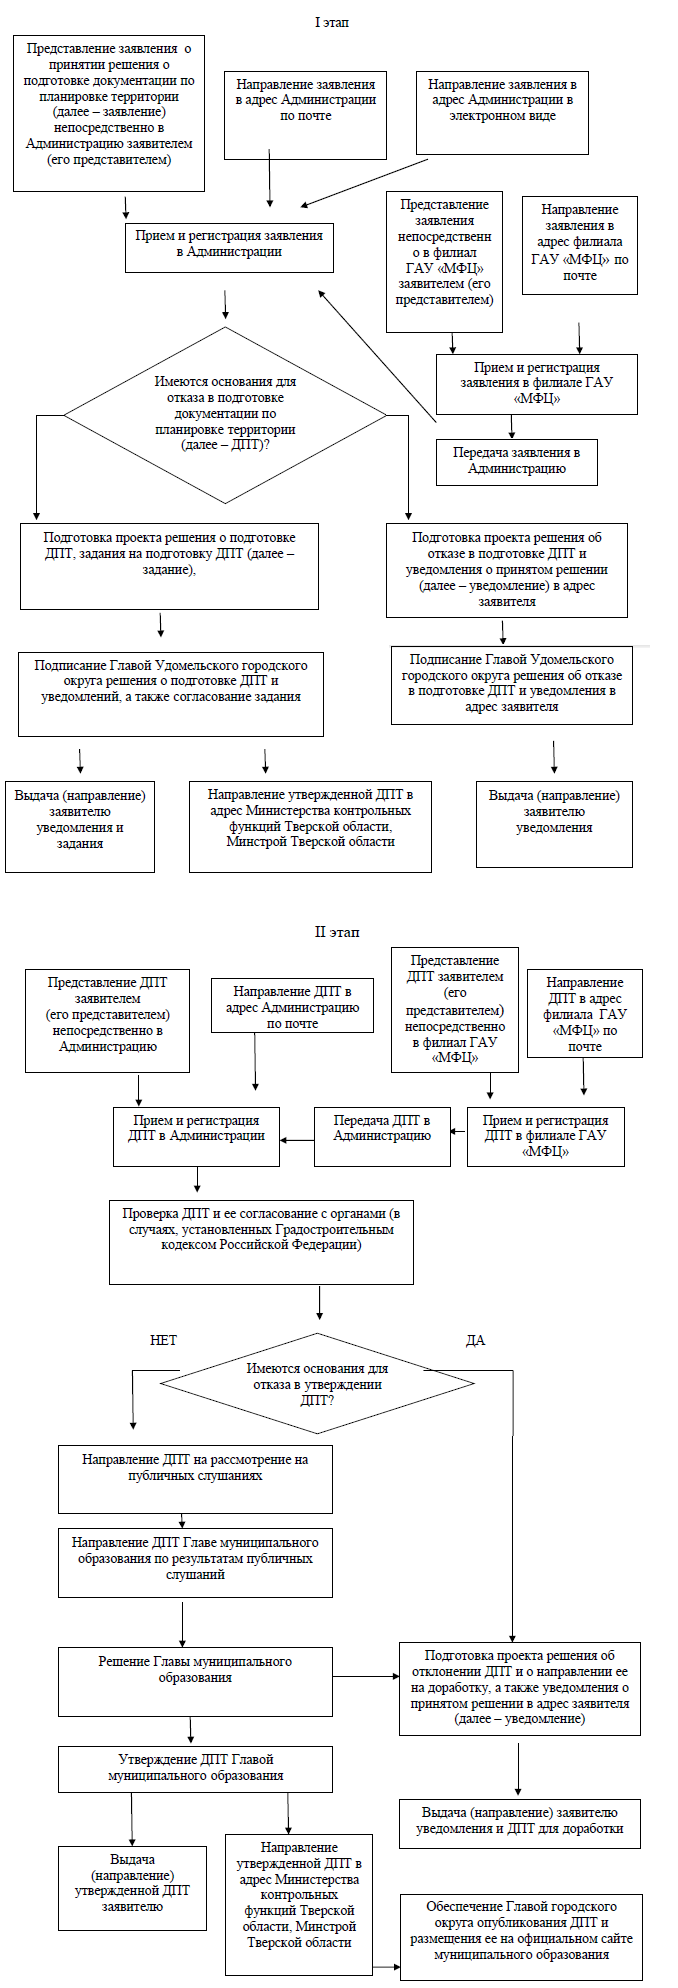 I этап
Представление заявления о
принятии решения о
подготовке документации по
планировке территории
(далее – заявление)
непосредственно в
Администрацию заявителем
(его представителем)
Направление заявления
в адрес Администрации
по почте
Направление заявления в
адрес Администрации в
электронном виде
Прием и регистрация заявления
в Администрации
Представление
заявления
непосредственн
о в филиал
ГАУ «МФЦ»
заявителем (его
представителем)
Направление
заявления в
адрес филиала
ГАУ «МФЦ» по
почте
Прием и регистрация
заявления в филиале ГАУ
«МФЦ»
Передача заявления в
Администрацию
Имеются основания для
отказа в подготовке
документации по
планировке территории
(далее – ДПТ)?
Подготовка проекта решения о подготовке
ДПТ, задания на подготовку ДПТ (далее –
задание),
Подготовка проекта решения об
отказе в подготовке ДПТ и
уведомления о принятом решении
(далее – уведомление) в адрес
заявителя
Подписание Главой Удомельского городского
округа решения о подготовке ДПТ и
уведомлений, а также согласование задания
Подписание Главой Удомельского
городского округа решения об отказе
в подготовке ДПТ и уведомления в
адрес заявителя
Выдача (направление)
заявителю
уведомления и
задания
Направление утвержденной ДПТ в
адрес Министерства контрольных
функций Тверской области,
Минстрой Тверской области
Выдача (направление)
заявителю
уведомления
II этап
Представление ДПТ
заявителем
(его представителем)
непосредственно в
Администрацию
Направление ДПТ в
адрес Администрацию
по почте
Представление
ДПТ заявителем
(его
представителем)
непосредственно
в филиал ГАУ
«МФЦ»
Направление
ДПТ в адрес
филиала ГАУ
«МФЦ» по
почте
Прием и регистрация
ДПТ в Администрации
Передача ДПТ в
Администрацию
Прием и регистрация
ДПТ в филиале ГАУ
«МФЦ»
Проверка ДПТ и ее согласование с органами (в
случаях, установленных Градостроительным
кодексом Российской Федерации)
НЕТ
ДА
Имеются основания для
отказа в утверждении
ДПТ?
Направление ДПТ на рассмотрение на
публичных слушаниях
Направление ДПТ Главе муниципального
образования по результатам публичных
слушаний
Решение Главы муниципального
образования
Подготовка проекта решения об
отклонении ДПТ и о направлении ее
на доработку, а также уведомления о
принятом решении в адрес заявителя
(далее – уведомление)
Утверждение ДПТ Главой
муниципального образования
Выдача (направление) заявителю
уведомления и ДПТ для доработки
Выдача
(направление)
утвержденной ДПТ
заявителю
Направление
утвержденной ДПТ в
адрес Министерства
контрольных
функций Тверской
области, Минстрой
Тверской области
Обеспечение Главой городского
округа опубликования ДПТ и
размещения ее на официальном сайте
муниципального образования